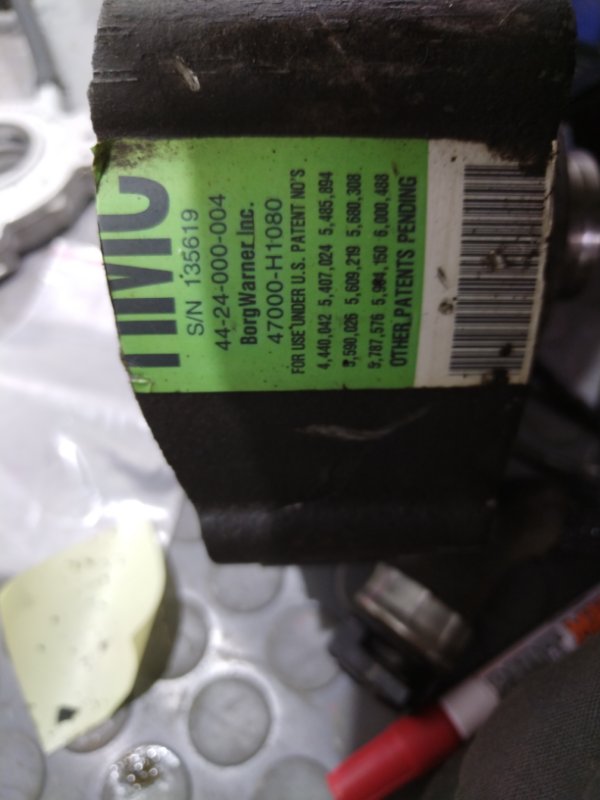 HMC
S/N 135619
44-24-000-004
BorgWarner Inc.
47000-H1080
FOR USE UNDER U.S. PATENT NO'S
4,440,042 5,407,024 5,485,894
5,590,026 5,609,219 5,680,308
5,787,576 5,984,150 6,000,488
OTHER PATENTS PENDING